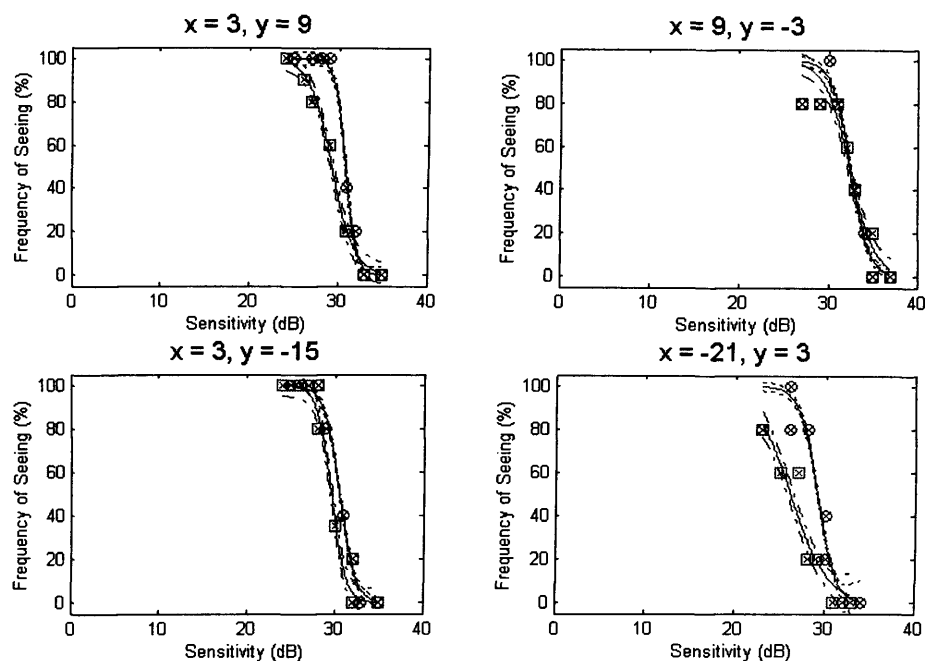 x = 3, y = 9
Frequency of Seeing (%)
100
80
60
40
20
0
0 10 20 30 40
Sensitivity (dB)
x = 9, y = -3
Frequency of Seeing (%)
100
80
60
40
20
0
0 10 20 30 40
Sensitivity (dB)
x = 3, y = -15
Frequency of Seeing (%)
100
80
60
40
20
0
0 10 20 30 40
Sensitivity (dB)
x = -21, y = 3
Frequency of Seeing (%)
100
80
60
40
20
0
0 10 20 30 40
Sensitivity (dB)